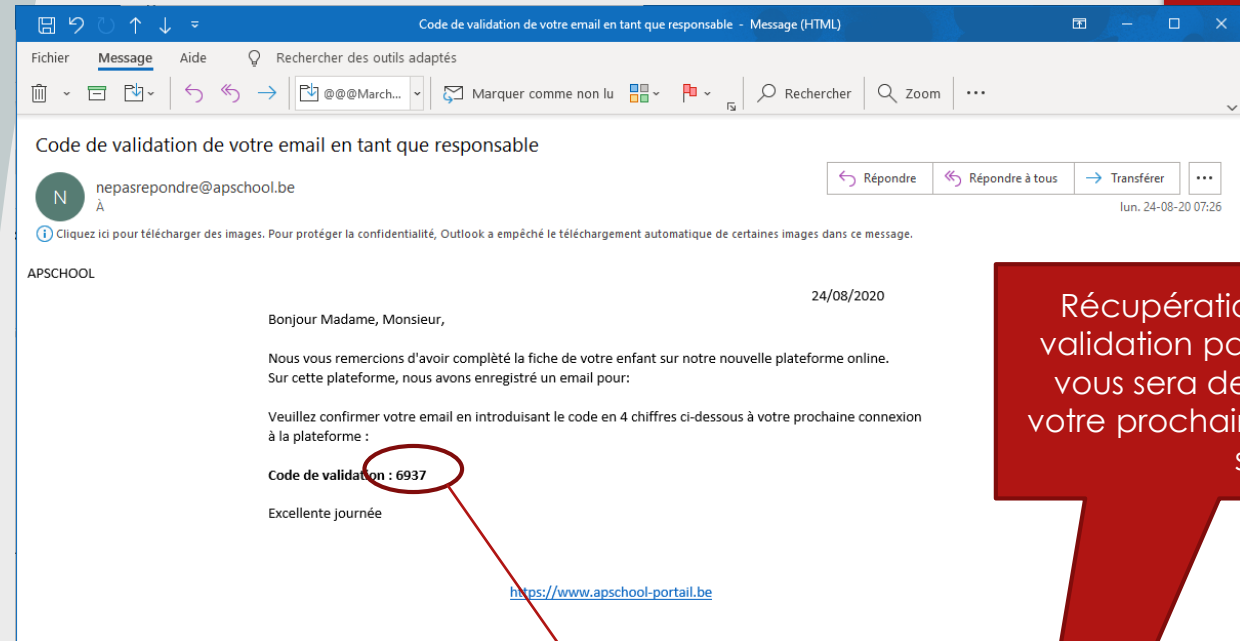 Code de validation de votre email en tant que responsable - Message (HTML)
Fichier Message Aide Rechercher des outils adaptés
@@@March... Marquer comme non lu Rechercher Zoom
Code de validation de votre email en tant que responsable
N
nepasrepondre@apschool.be
À
Répondre Répondre à tous Transférer
lun. 24-08-20 07:26
Cliquez ici pour télécharger des images. Pour protéger la confidentialité, Outlook a empêché le téléchargement automatique de certaines images dans ce message.
APSCHOOL
24/08/2020
Bonjour Madame, Monsieur,
Nous vous remercions d'avoir complèté la fiche de votre enfant sur notre nouvelle plateforme online.
Sur cette plateforme, nous avons enregistré un email pour:
Veuillez confirmer votre email en introduisant le code en 4 chiffres ci-dessous à votre prochaine connexion
à la plateforme :
Code de validation : 6937
Excellente journée
https://www.apschool-portail.be
Récupératio
validation pa
vous sera de
votre prochai
s